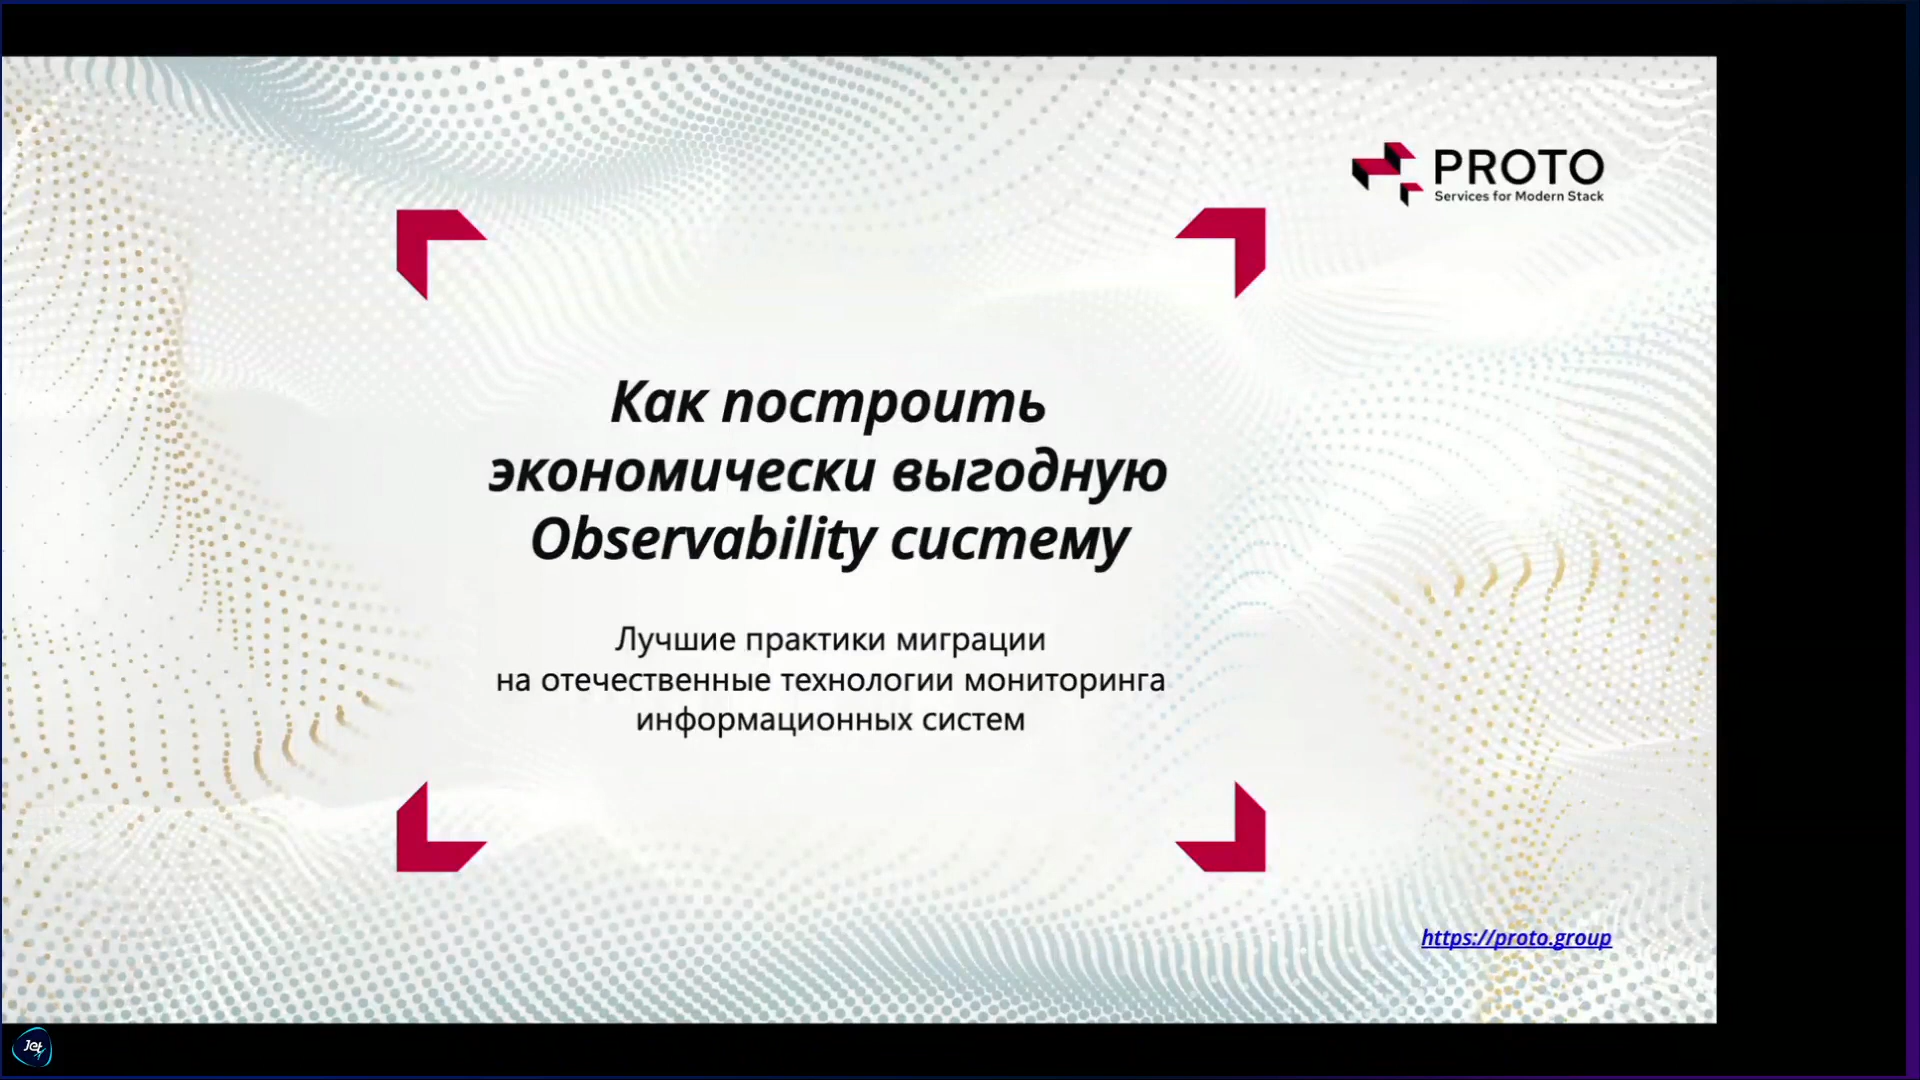 PROTO
Services for Modern Stack
Как построить
экономически выгодную
Observability систему
Лучшие практики миграции
на отечественные технологии мониторинга
информационных систем
https://proto.group
Jet